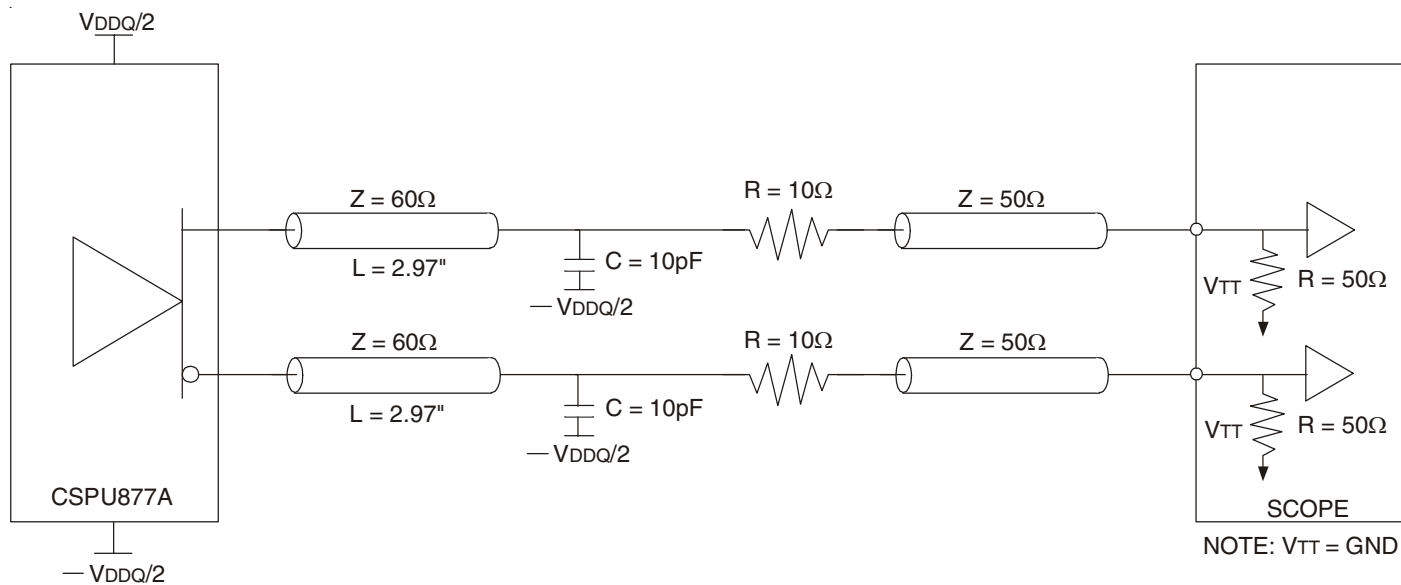 VDDQ/2
Z = 60Ω
R = 10Ω
Z = 50Ω
L = 2.97"
C = 10pF
— VDDQ/2
VTT
R = 50Ω
Z = 60Ω
R = 10Ω
Z = 50Ω
L = 2.97"
C = 10pF
— VDDQ/2
VTT
R = 50Ω
CSPU877A
SCOPE
— VDDQ/2
NOTE: VTT = GND